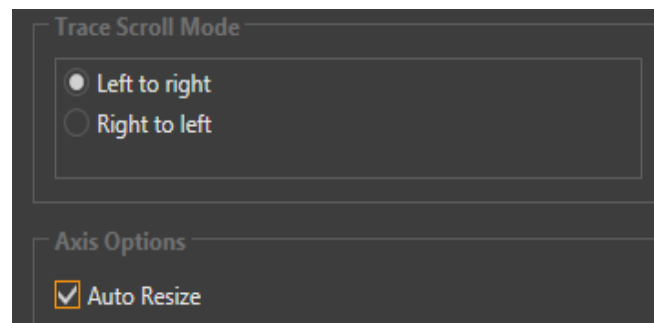 Trace Scroll Mode
Left to right
Right to left
Axis Options
Auto Resize